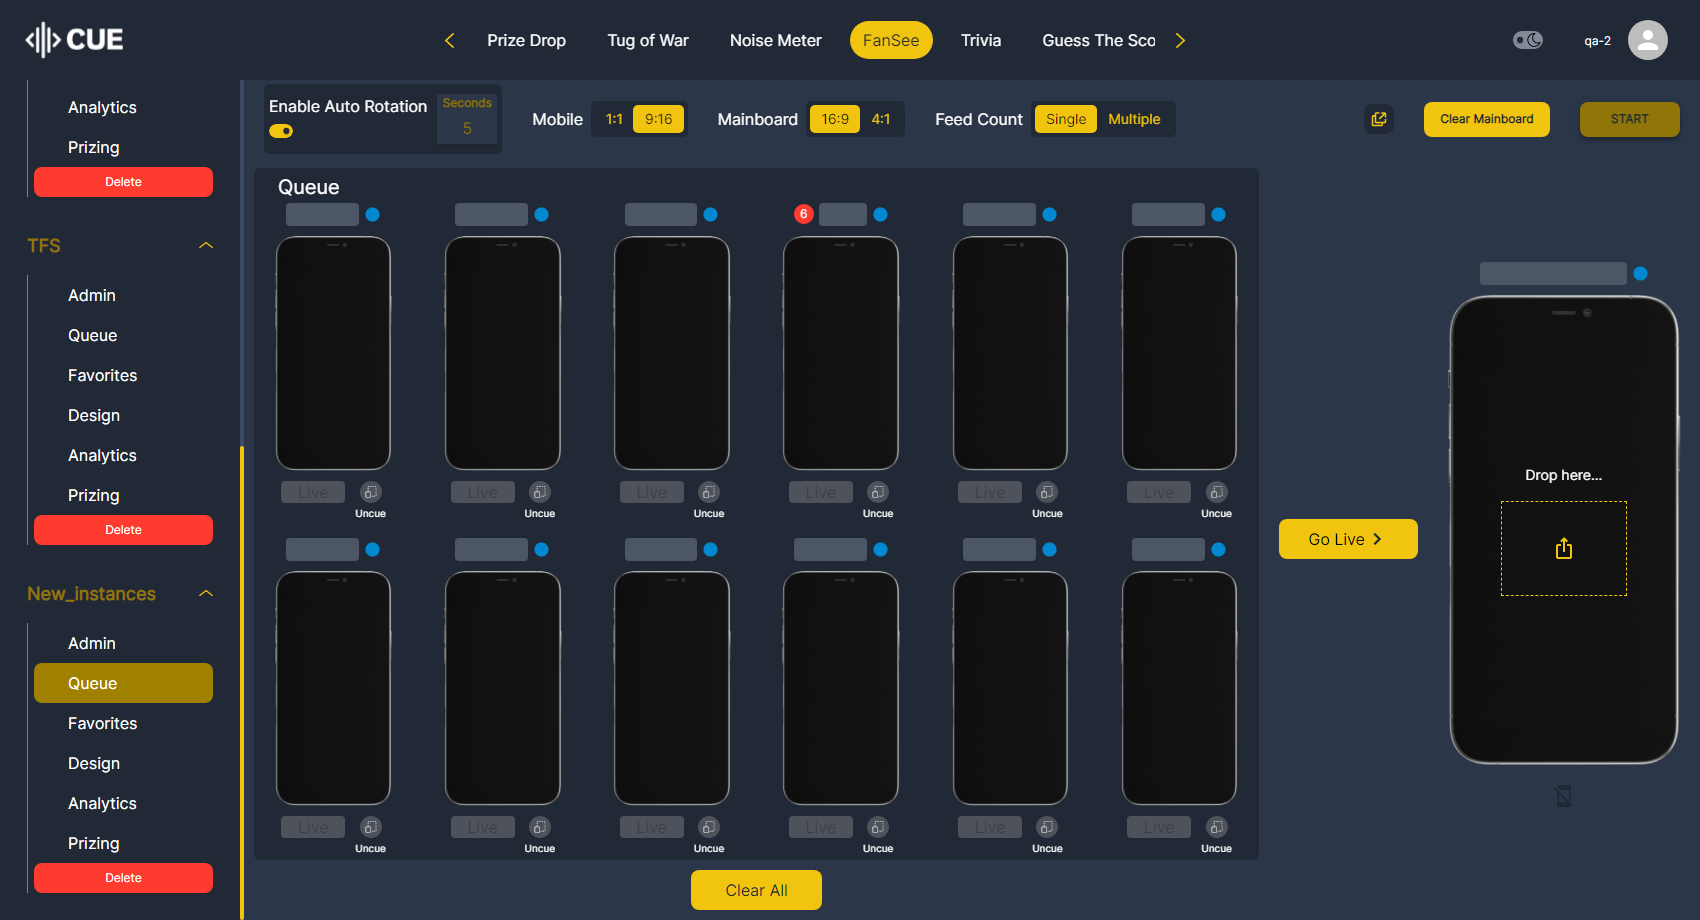 CUE
Prize Drop
Tug of War
Noise Meter
FanSee
Trivia
Guess The Sco
qa-2
Analytics
Prizing
Delete
TFS
Admin
Queue
Favorites
Design
Analytics
Prizing
Delete
New_instances
Admin
Queue
Favorites
Design
Analytics
Prizing
Delete
Enable Auto Rotation
Seconds
5
Mobile
1:1
9:16
Mainboard
16:9
4:1
Feed Count
Single
Multiple
Clear Mainboard
START
Queue
6
Live
Live
Live
Live
Live
Live
Uncue
Uncue
Uncue
Uncue
Uncue
Uncue
Live
Live
Live
Live
Live
Live
Uncue
Uncue
Uncue
Uncue
Uncue
Uncue
Clear All
Go Live
Drop here...